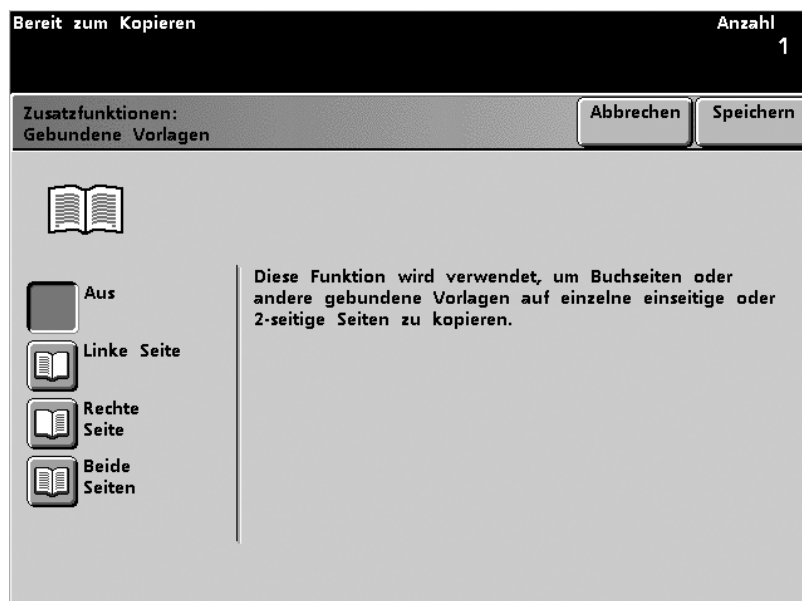 Bereit zum Kopieren
Anzahl
1
Zusatzfunktionen:
Gebundene Vorlagen
Abbrechen
Speichern
Aus
Linke Seite
Rechte
Seite
Beide
Seiten
Diese Funktion wird verwendet, um Buchseiten oder
andere gebundene Vorlagen auf einzelne einseitige oder
2-seitige Seiten zu kopieren.